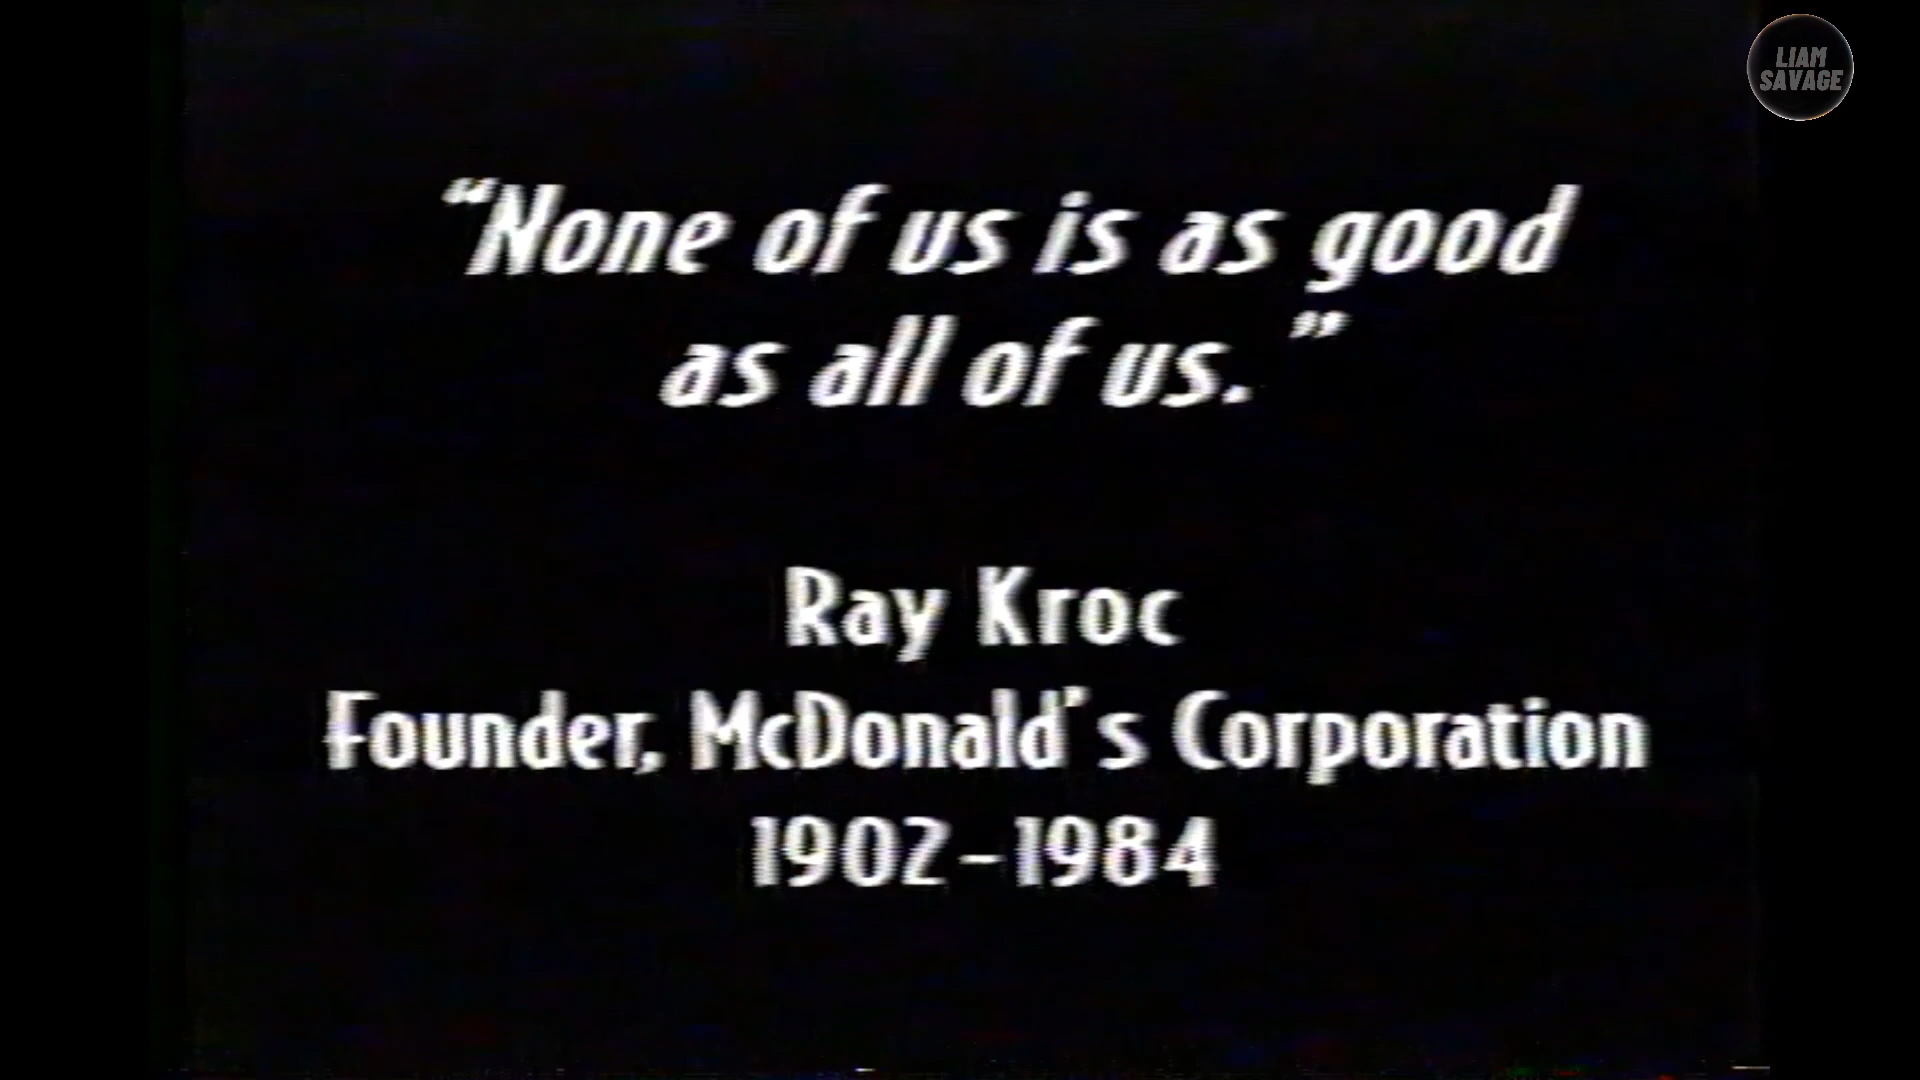 LIAM
SAVAGE
“None of us is as good
as all of us.”
Ray Kroc
Founder, McDonald's Corporation
1902-1984